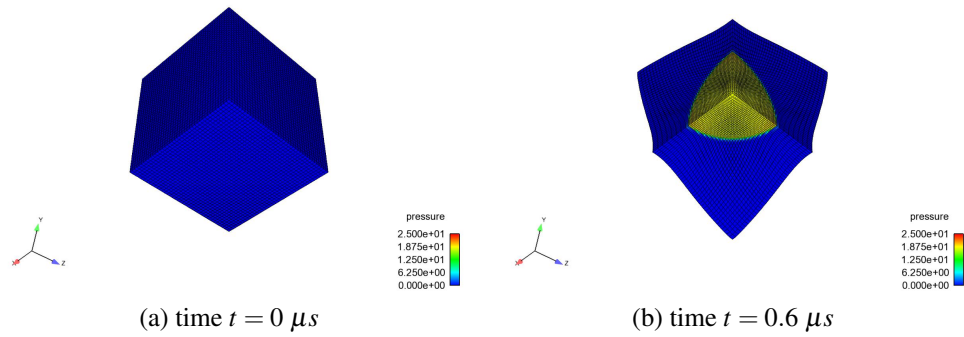 Y
X
Z
pressure
2.500e+01
1.875e+01
1.250e+01
6.250e+00
0.000e+00
(a) time t = 0 μs
Y
X
Z
pressure
2.500e+01
1.875e+01
1.250e+01
6.250e+00
0.000e+00
(b) time t = 0.6 μs